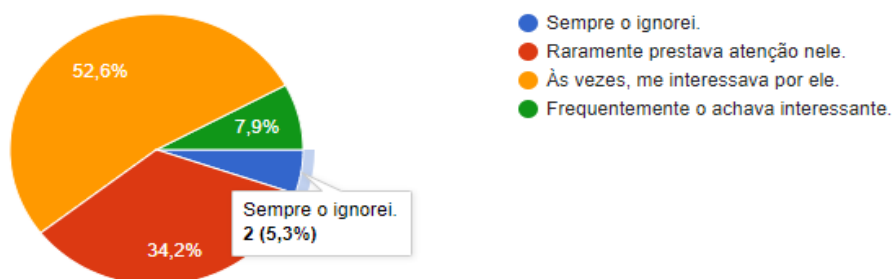 52,6%
7,9%
34,2%
Sempre o ignorei.
2 (5,3%)
Sempre o ignorei.
Raramente prestava atenção nele.
Às vezes, me interessava por ele.
Frequentemente o achava interessante.